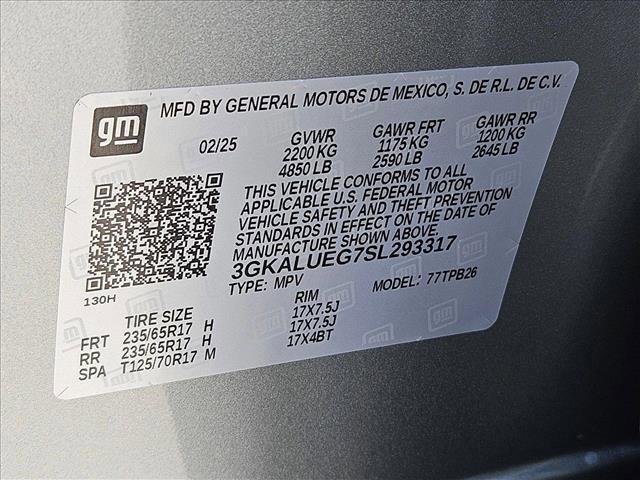 gm
MFD BY GENERAL MOTORS DE MEXICO, S. DE R.L. DE C.V.
02/25 GVWR GAWR FRT GAWR RR
2200 KG 1175 KG 1200 KG
4850 LB 2590 LB 2645 LB
THIS VEHICLE CONFORMS TO ALL
APPLICABLE U.S. FEDERAL MOTOR
VEHICLE SAFETY AND THEFT PREVENTION
STANDARDS IN EFFECT ON THE DATE OF
MANUFACTURE SHOWN ABOVE.
3GKALUEG7SL293317
130H
TYPE: MPV MODEL: 77TPB26
TIRE SIZE RIM
FRT 235/65R17 H 17X7.5J
RR 235/65R17 H 17X7.5J
SPA T125/70R17 M 17X4BT